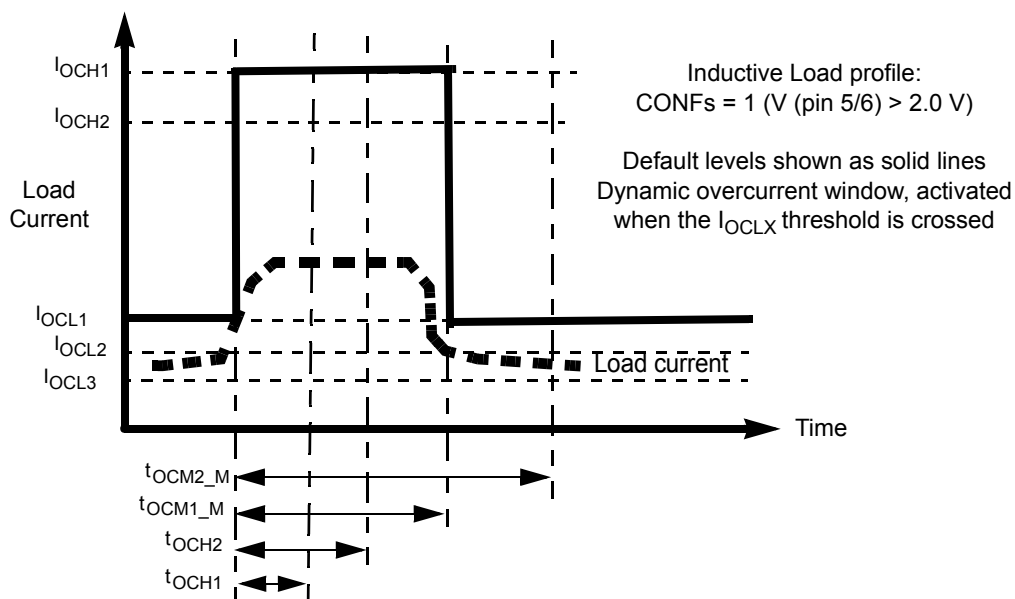 I_OCH1
I_OCH2
Load
Current
I_OCL1
I_OCL2
I_OCL3
Inductive Load profile:
CONFs = 1 (V (pin 5/6) > 2.0 V)
Default levels shown as solid lines
Dynamic overcurrent window, activated
when the I_OCLX threshold is crossed
Load current
Time
t_OCM2_M
t_OCM1_M
t_OCH2
t_OCH1